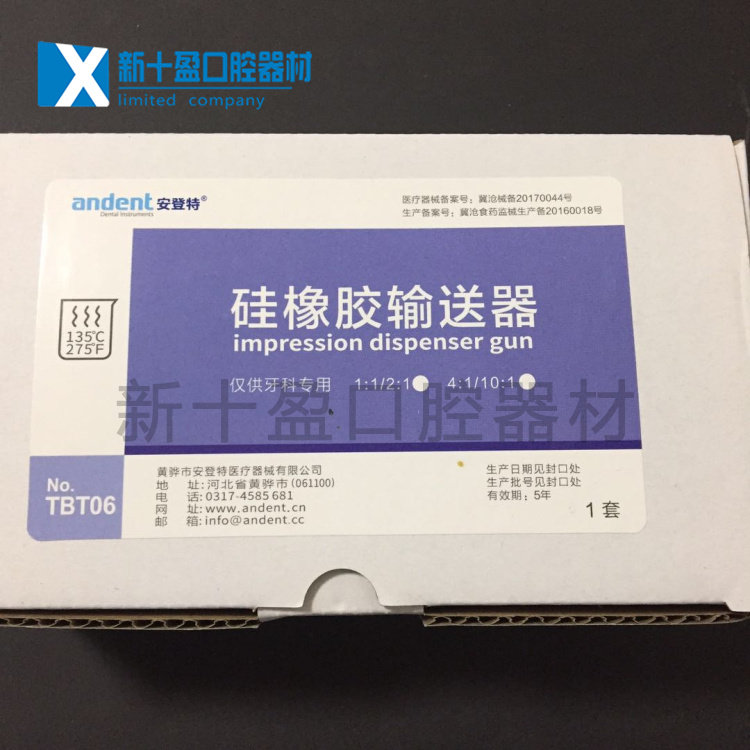 新十盈口腔器材
limited company
andent 安登特®
Dental Instruments
医疗器械备案号：冀沧械备20170044号
生产备案号：冀沧食药监械生产备20160018号
硅橡胶输送器
impression dispenser gun
135℃
275℉
仅供牙科专用 1:1/2:1 4:1/10:1
新十盈口腔器材
No.
TBT06
黄骅市安登特医疗器械有限公司
地 址: 河北省黄骅市 (061100)
电 话: 0317-4585 681
网 址: www.andent.cn
邮 箱: info@andent.cc
生产日期见封口处
生产批号见封口处
有效期：5年
1 套